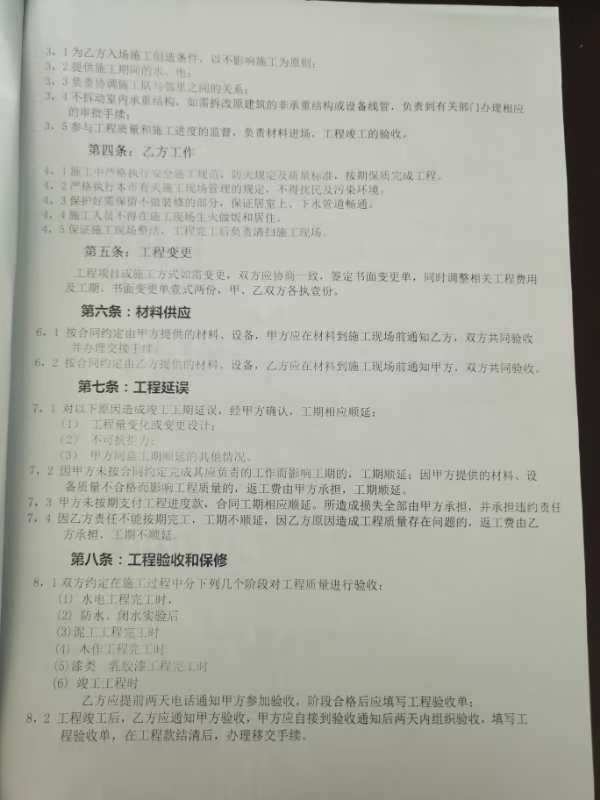 3，1为乙方入场施工创造条件，以不影响施工为原则；
3，2提供施工期间的水、电；
3，3负责协调施工队与邻里之间的关系；
3，4不拆动室内承重结构，如需拆改原建筑的非承重结构或设备线管，负责到有关部门办理相应
的审批手续；
3，5参与工程质量和施工进度的监督，负责材料进场、工程竣工的验收。
第四条：乙方工作
4，1施工中严格执行安全施工规范，防火规定及质量标准，按期保质完成工程。
4，2严格执行本市有关施工现场管理的规定，不得扰民及污染环境。
4，3保护好需保留不做装修的部分，保证居室上、下水管道畅通。
4，4施工人员不得在施工现场生火做饭和居住。
4，5保证施工现场整洁，工程完工后负责清扫施工现场。
第五条：工程变更
工程项目或施工方式如需变更，双方应协商一致，签定书面变更单，同时调整相关工程费用
及工期。书面变更单壹式两份，甲、乙双方各执壹份。
第六条：材料供应
6，1 按合同约定由甲方提供的材料、设备，甲方应在材料到施工现场前通知乙方，双方共同验收
并办理交接手续；
6，2 按合同约定由乙方提供的材料、设备，乙方应在材料到施工现场前通知甲方，双方共同验收。
第七条：工程延误
7，1 对以下原因造成竣工工期延误，经甲方确认，工期相应顺延：
（1） 工程量变化或变更设计；
（2） 不可抗拒力；
（3） 甲方同意工期顺延的其他情况。
7，2 因甲方未按合同约定完成其应负责的工作而影响工期的，工期顺延；因甲方提供的材料、设
备质量不合格而影响工程质量的，返工费由甲方承担，工期顺延。
7，3 甲方未按期支付工程进度款，合同工期相应顺延。所造成损失全部由甲方承担，并承担违约责任
7，4 因乙方责任不能按期完工，工期不顺延，因乙方原因造成工程质量存在问题的，返工费由乙
方承担，工期不顺延。
第八条：工程验收和保修
8，1 双方约定在施工过程中分下列几个阶段对工程质量进行验收：
（1） 水电工程完工时，
（2） 防水、闭水实验后
（3）泥工工程完工时
（4） 木作工程完工时
（5）漆类 乳胶漆工程完工时
（6） 竣工工程时
乙方应提前两天电话通知甲方参加验收，阶段合格后应填写工程验收单；
8，2 工程竣工后，乙方应通知甲方验收，甲方应自接到验收通知后两天内组织验收，填写工
程验收单，在工程款结清后，办理移交手续。